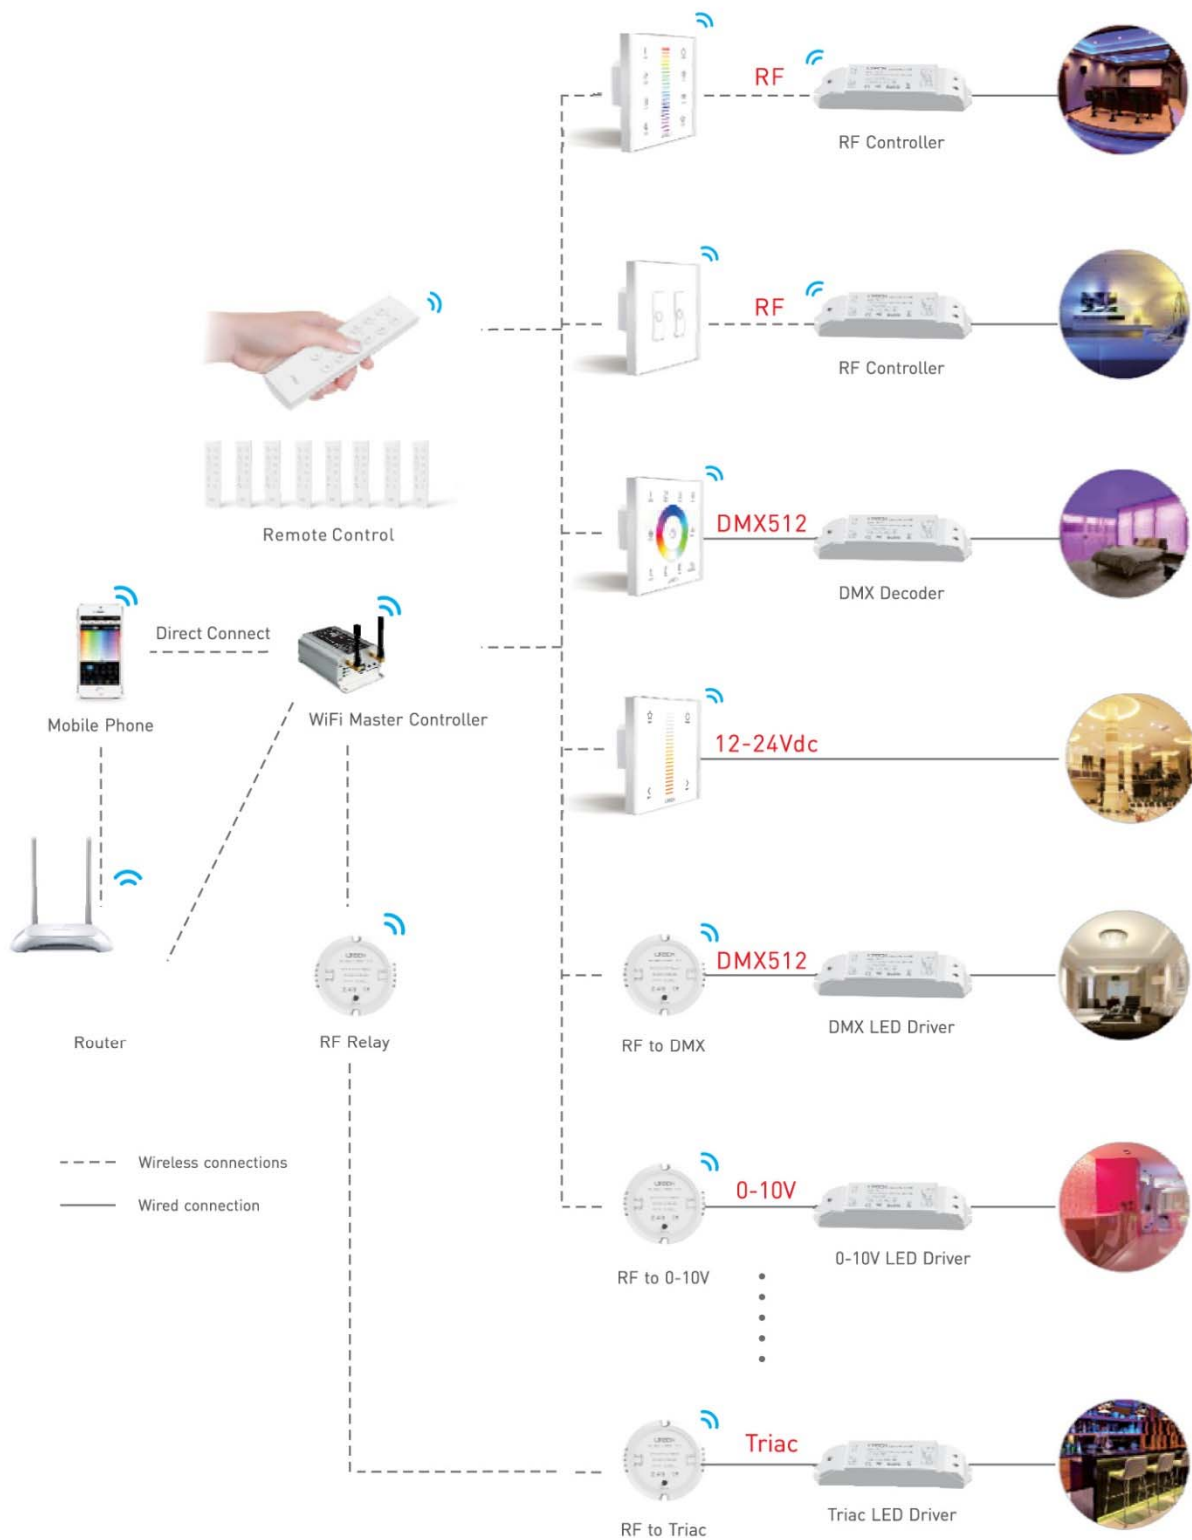 RF
RF Controller
RF
RF Controller
Remote Control
DMX512
DMX Decoder
Direct Connect
Mobile Phone
WiFi Master Controller
12-24Vdc
DMX512
Router
RF Relay
RF to DMX
DMX LED Driver
Wireless connections
Wired connection
0-10V
RF to 0-10V
0-10V LED Driver
Triac
RF to Triac
Triac LED Driver